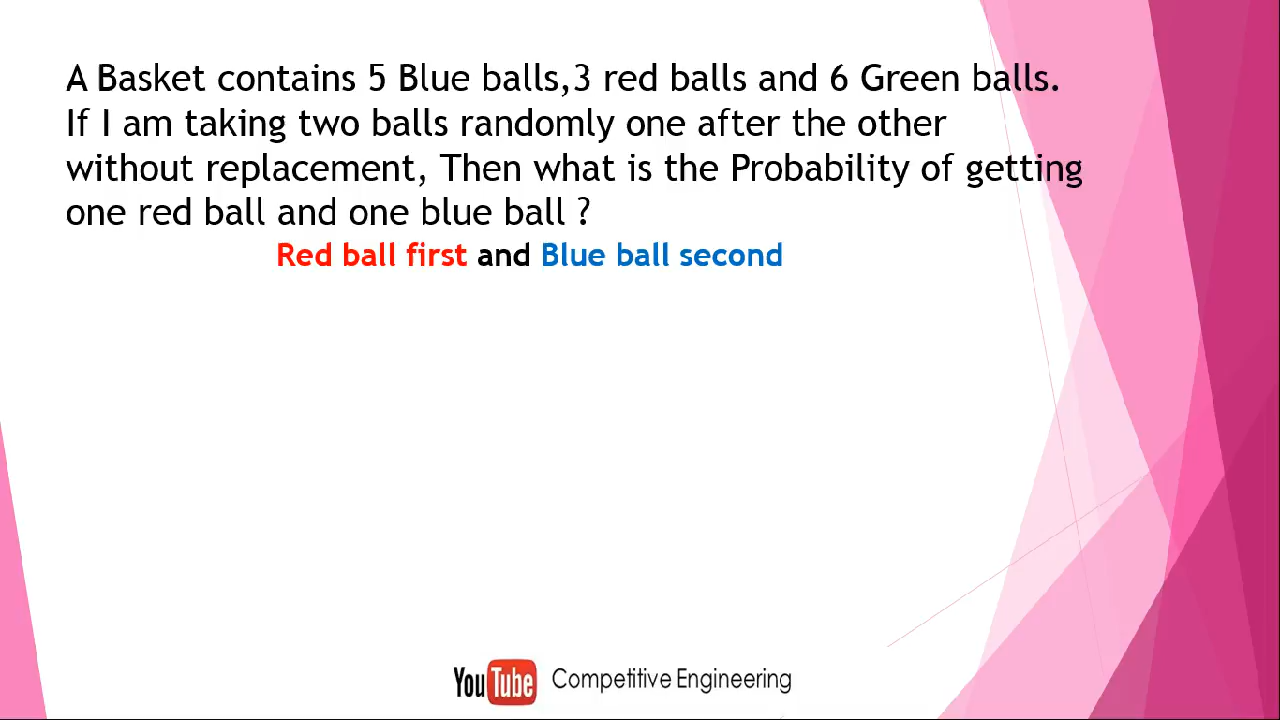 A Basket contains 5 Blue balls,3 red balls and 6 Green balls.
If I am taking two balls randomly one after the other
without replacement, Then what is the Probability of getting
one red ball and one blue ball ?
Red ball first and Blue ball second
YouTube Competitive Engineering